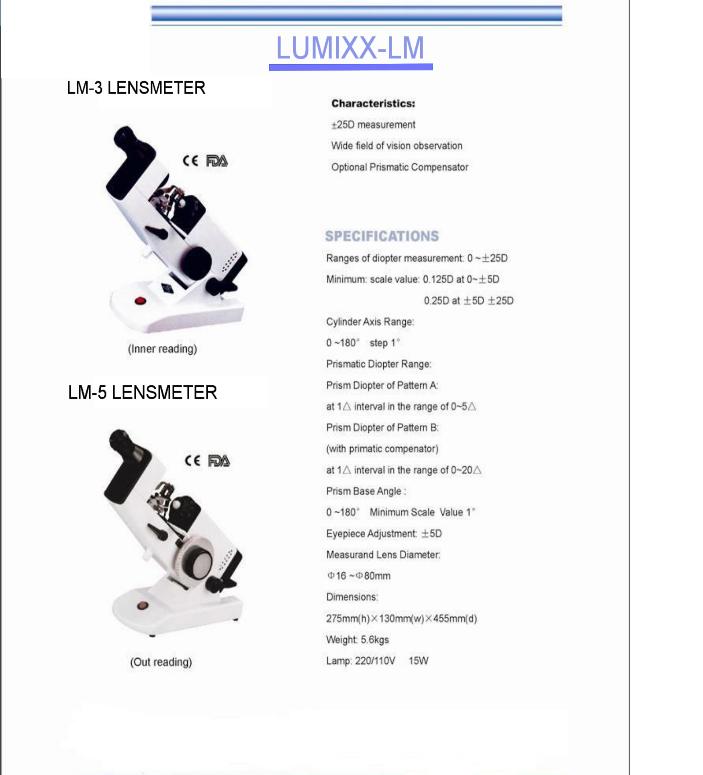 LUMIXX-LM
LM-3 LENSMETER
CE FDA
(Inner reading)
LM-5 LENSMETER
CE FDA
(Out reading)
Characteristics:
±25D measurement
Wide field of vision observation
Optional Prismatic Compensator
SPECIFICATIONS
Ranges of diopter measurement: 0 ~±25D
Minimum: scale value: 0.125D at 0~±5D
0.25D at ±5D ±25D
Cylinder Axis Range:
0 ~180° step 1°
Prismatic Diopter Range:
Prism Diopter of Pattern A:
at 1△ interval in the range of 0~5△
Prism Diopter of Pattern B:
(with primatic compenator)
at 1△ interval in the range of 0~20△
Prism Base Angle :
0 ~180° Minimum Scale Value 1°
Eyepiece Adjustment: ±5D
Measurand Lens Diameter:
Φ16 ~Φ80mm
Dimensions:
275mm(h)×130mm(w)×455mm(d)
Weight: 5.6kgs
Lamp: 220/110V 15W